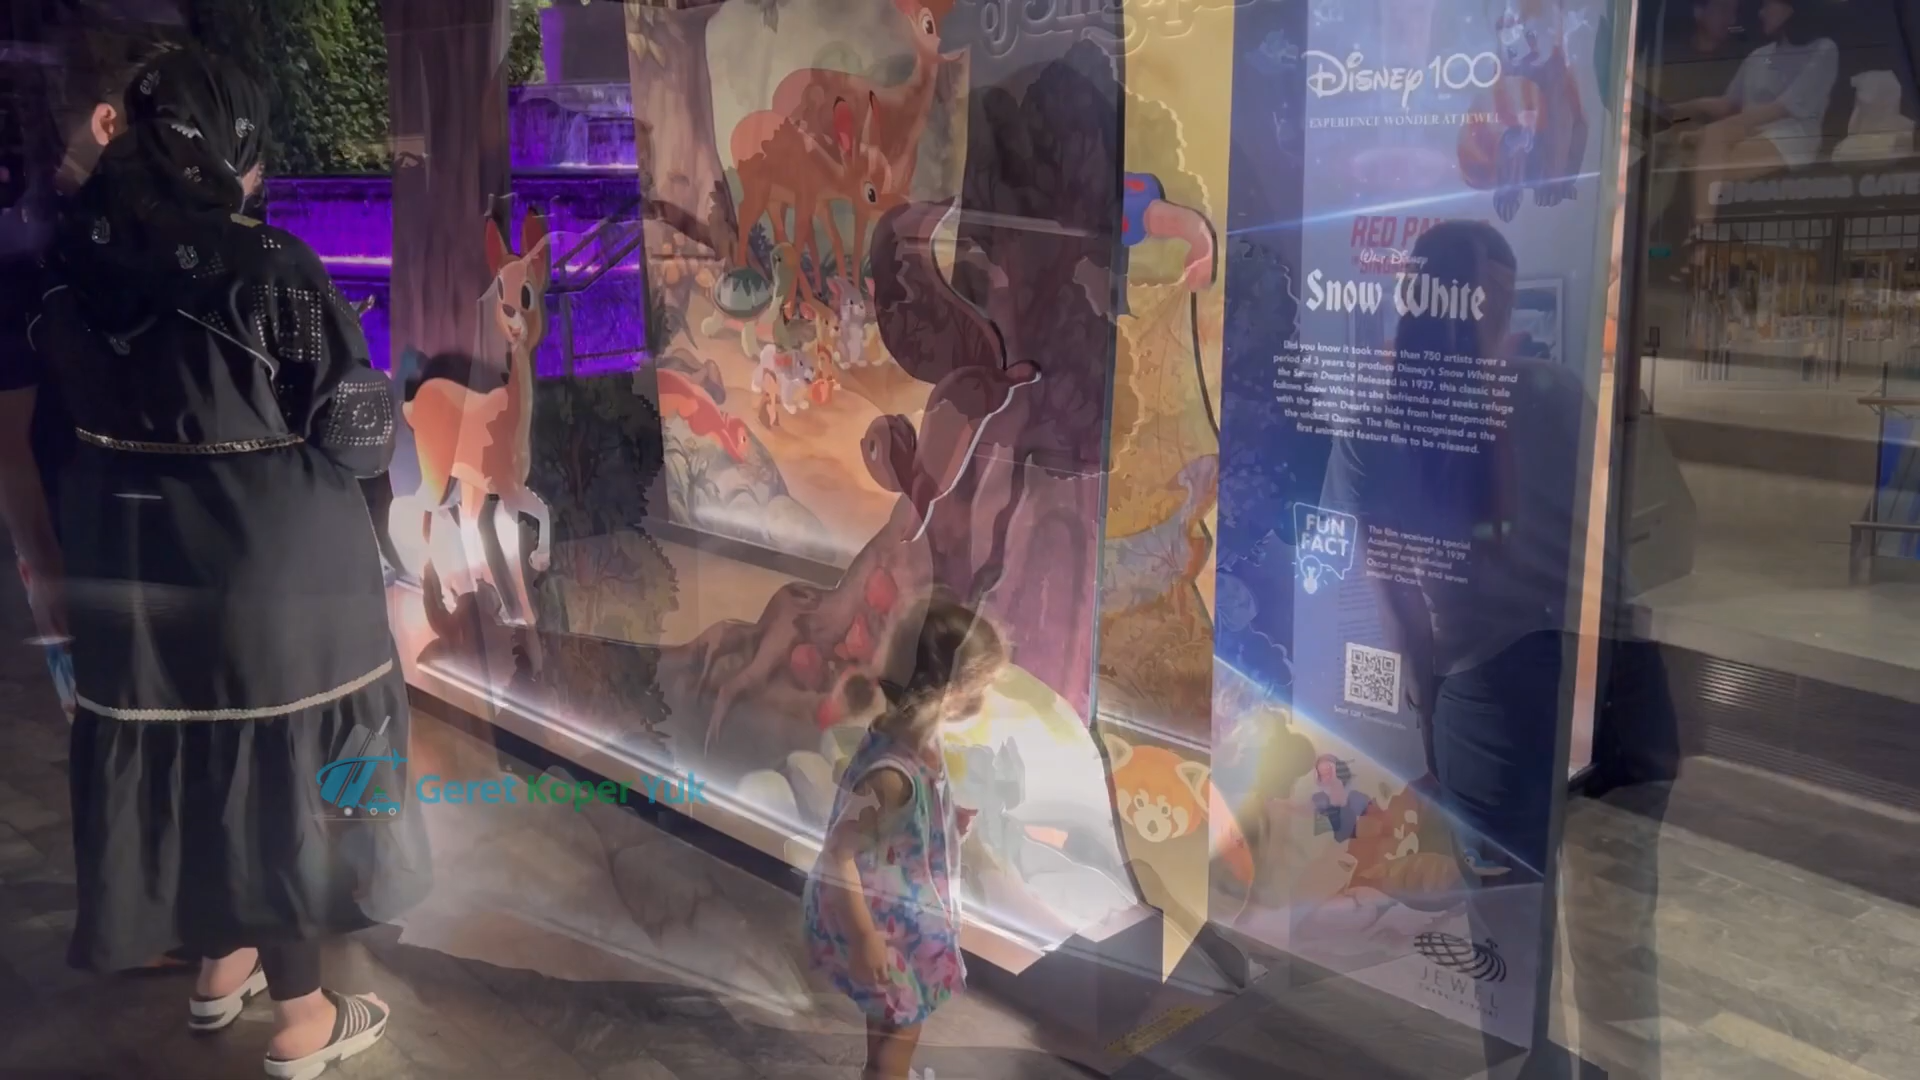 Disney 100
EXPERIENCE WONDER AT JEWEL
RED PA
Walt Disney
Snow White
Did you know it took more than 750 artists over a
period of 3 years to produce Disney's Snow White and
the Seven Dwarfs? Released in 1937, this classic tale
follows Snow White as she befriends and seeks refuge
with the Seven Dwarfs to hide from her stepmother,
the wicked Queen. The film is recognised as the
first animated feature film to be released.
FUN
FACT
The film received a special
Academy Award® in 1939
made of one full-sized
Oscar statuette and seven
smaller Oscars.
Geret Koper Yuk
JEWEL